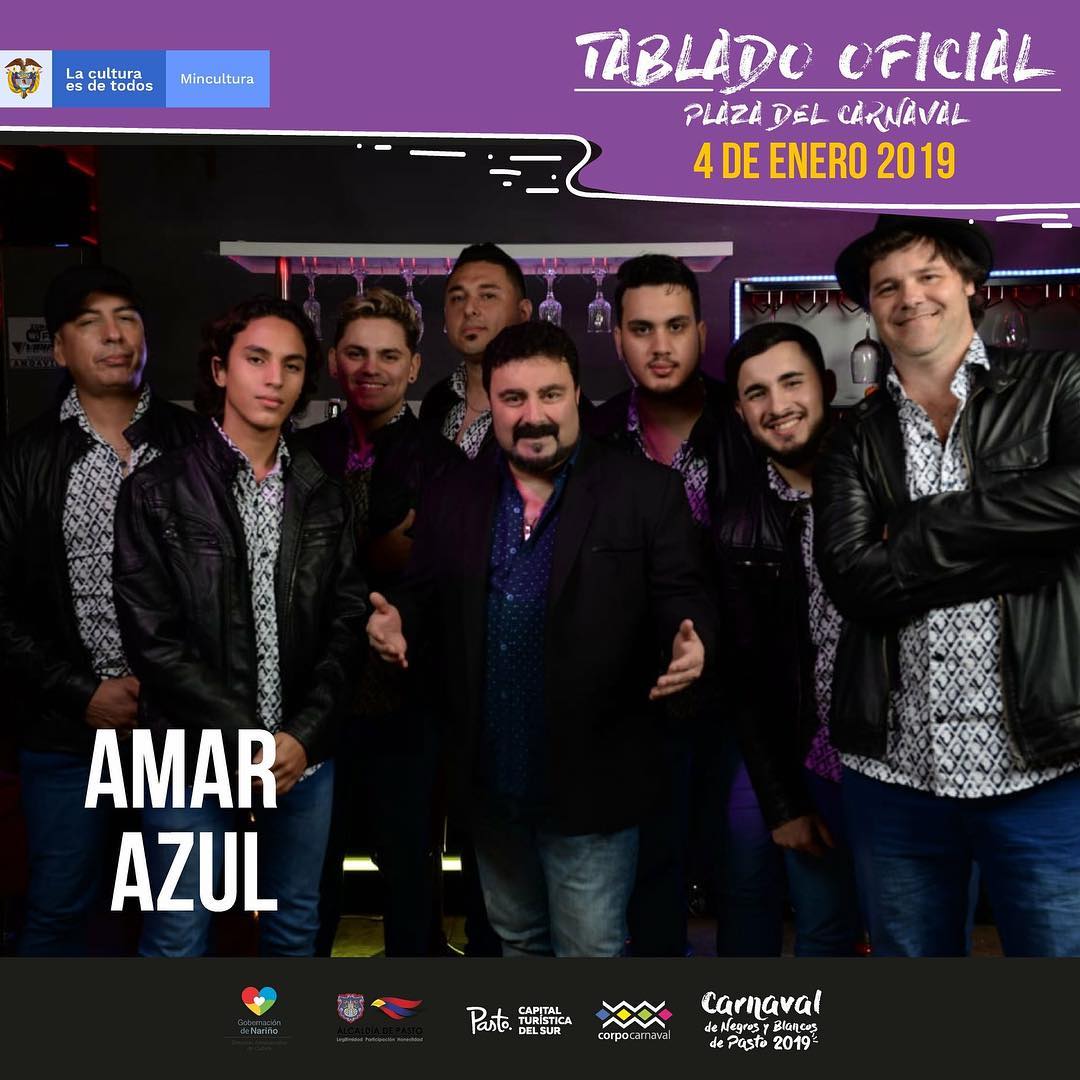 La cultura
es de todos
Mincultura
TABLADO OFICIAL
PLAZA DEL CARNAVAL
4 DE ENERO 2019
AMAR
AZUL
Gobernación
de Nariño
ALCALDÍA DE PASTO
Legitimidad Participación Honestidad
Pasto.
CAPITAL
TURÍSTICA
DEL SUR
corpocarnaval
Carnaval
de Negros y Blancos
de Pasto 2019